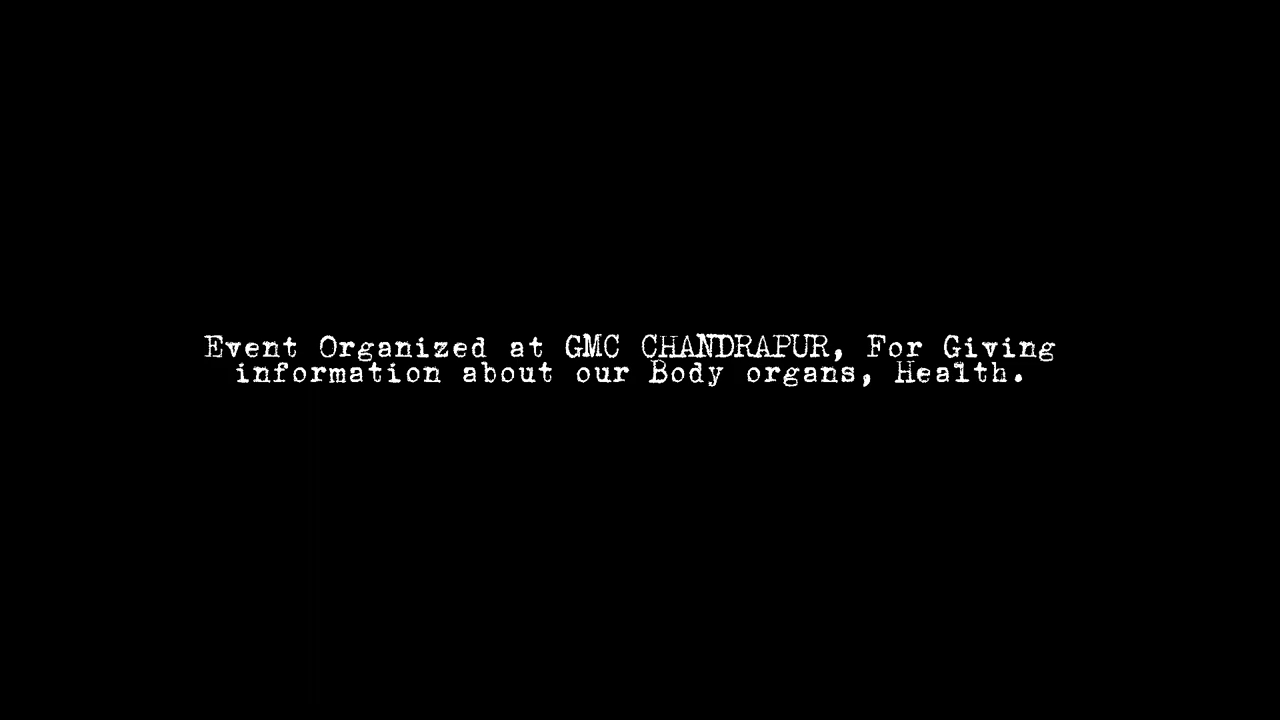 Event Organized at GMC CHANDRAPUR, For Giving
information about our Body organs, Health.